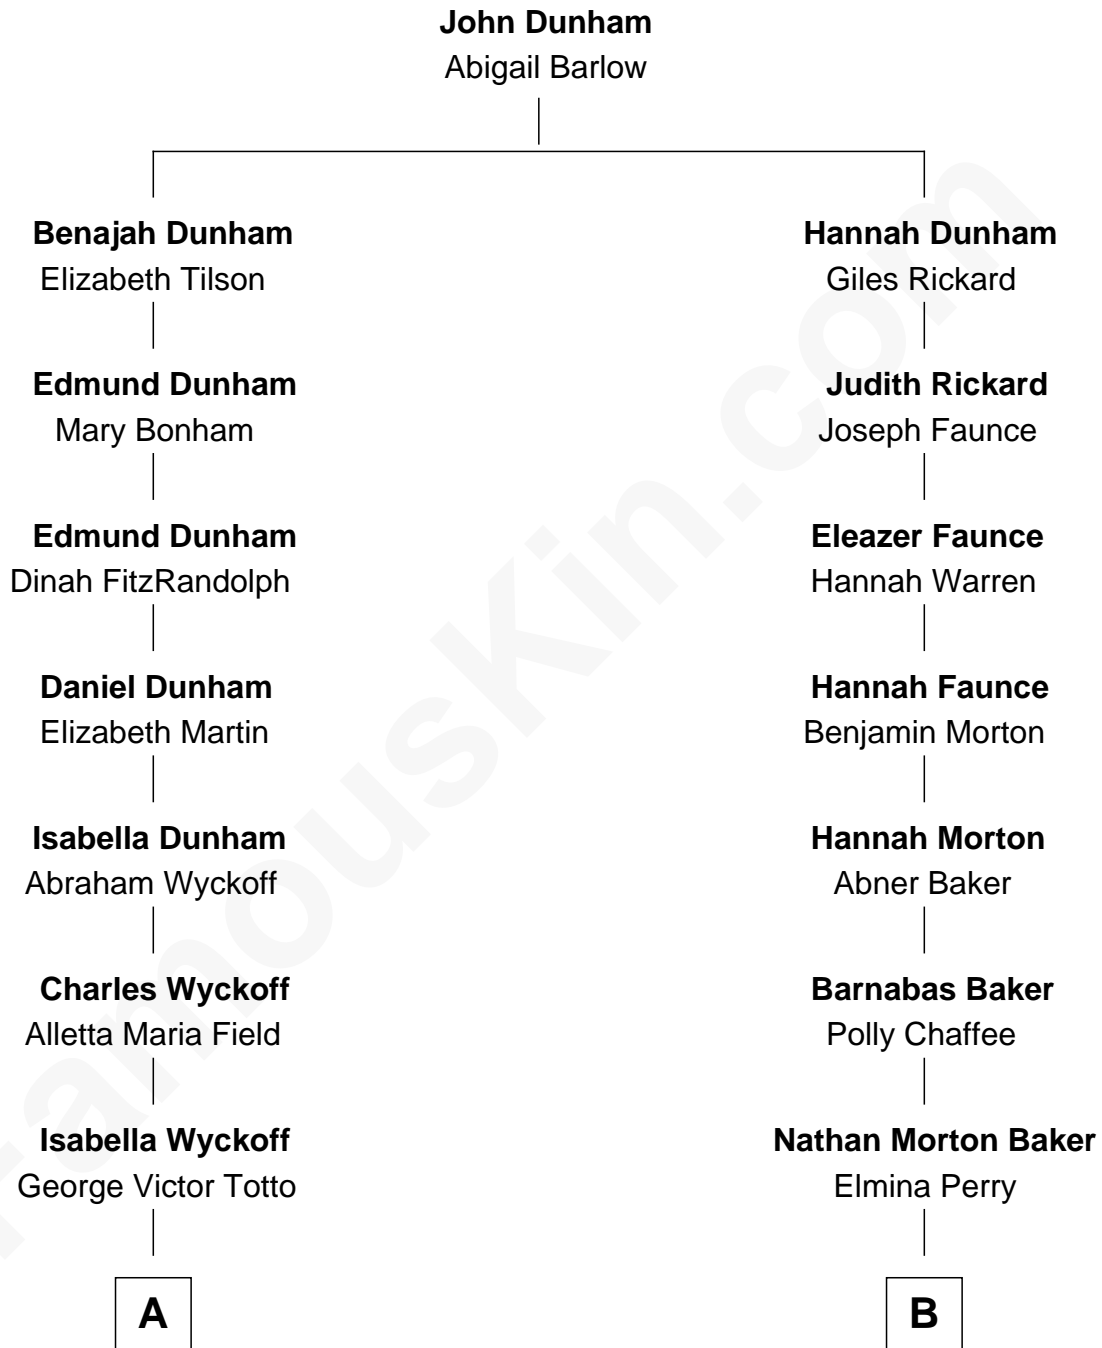 John Dunham
Abigail Barlow
Benajah Dunham
Elizabeth Tilson
Hannah Dunham
Giles Rickard
Edmund Dunham
Mary Bonham
Judith Rickard
Joseph Faunce
Edmund Dunham
Dinah FitzRandolph
Eleazer Faunce
Hannah Warren
Daniel Dunham
Elizabeth Martin
Hannah Faunce
Benjamin Morton
Isabella Dunham
Abraham Wyckoff
Hannah Morton
Abner Baker
Charles Wyckoff
Alletta Maria Field
Barnabas Baker
Polly Chaffee
Isabella Wyckoff
George Victor Totto
Nathan Morton Baker
Elmina Perry
A
B
FamousKin.com